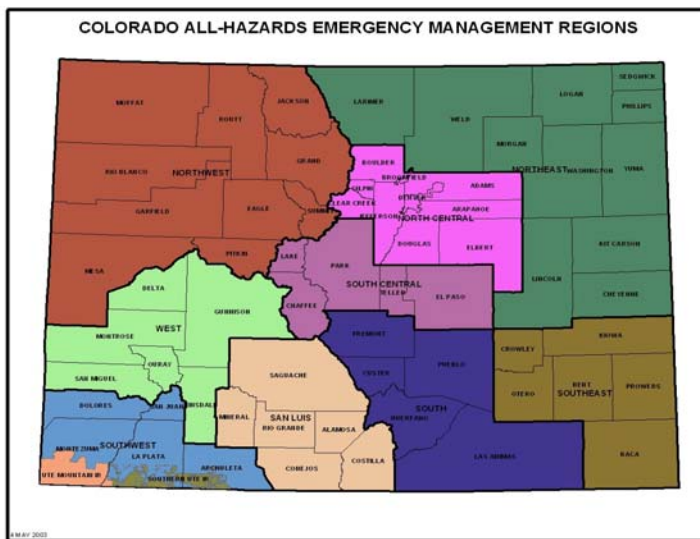 COLORADO ALL-HAZARDS EMERGENCY MANAGEMENT REGIONS
MOFFAT
ROUTT
JACKSON
LARIMER
WELD
LOGAN
SEDGWICK
PHILLIPS
MORGAN
NORTHEAST
WASHINGTON
YUMA
RIO BLANCO
NORTHWEST
GRAND
BOULDER
BROOMFIELD
GILPIN
ADAMS
CLEAR CREEK
DENVER
ARAPAHOE
JEFFERSON
NORTH CENTRAL
GARFIELD
EAGLE
SUMMIT
DOUGLAS
ELBERT
KIT CARSON
MESA
PITKIN
LAKE
PARK
LINCOLN
CHEYENNE
DELTA
GUNNISON
SOUTH CENTRAL
TELLER
EL PASO
CHAFFEE
WEST
MONTROSE
FREMONT
CROWLEY
KIOWA
OURAY
SAGUACHE
CUSTER
PUEBLO
SAN MIGUEL
OTERO
BENT
SOUTHEAST
PROWERS
DOLORES
SAN JUAN
HINSDALE
MINERAL
SAN LUIS
RIO GRANDE
ALAMOSA
HUERFANO
SOUTH
MONTEZUMA
SOUTHWEST
LA PLATA
ARCHULETA
CONEJOS
COSTILLA
LAS ANIMAS
BACA
UTE MOUNTAIN IR
SOUTHERN UTE IR
9 MAY 2003